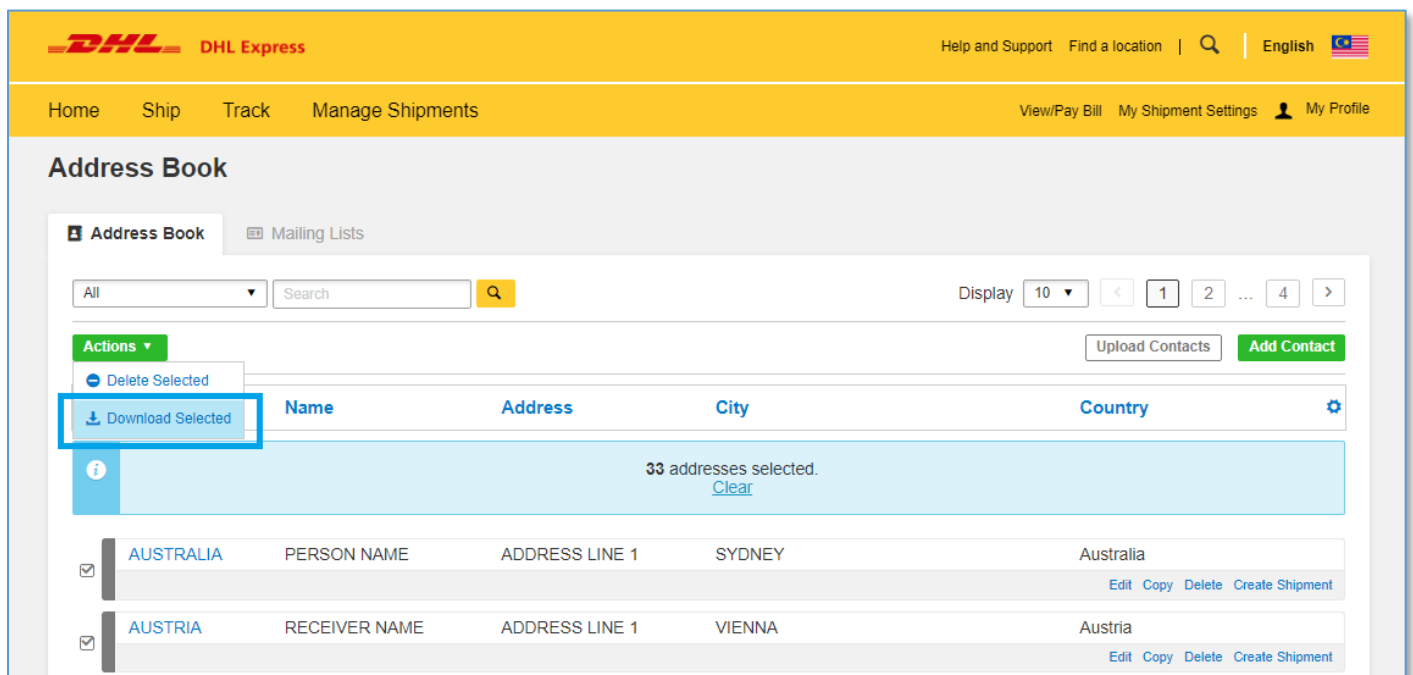 DHL DHL Express Help and Support Find a location | English
Home Ship Track Manage Shipments View/Pay Bill My Shipment Settings My Profile
Address Book
Address Book Mailing Lists
All Search Display 10 1 2 ... 4
Actions Upload Contacts Add Contact
Delete Selected
Download Selected Name Address City Country
33 addresses selected.
Clear
AUSTRALIA PERSON NAME ADDRESS LINE 1 SYDNEY Australia
Edit Copy Delete Create Shipment
AUSTRIA RECEIVER NAME ADDRESS LINE 1 VIENNA Austria
Edit Copy Delete Create Shipment